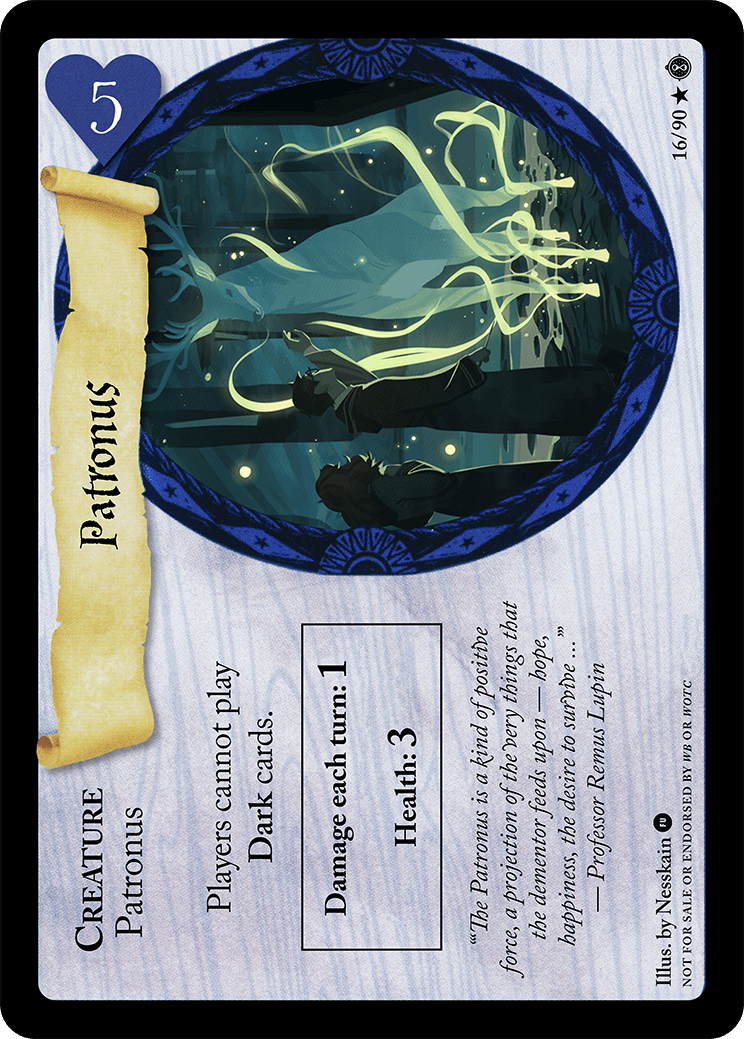 5
Patronus
CREATURE
Patronus
Players cannot play
Dark cards.
Damage each turn: 1
Health: 3
“‘The Patronus is a kind of positive
force, a projection of the very things that
the dementor feeds upon — hope,
happiness, the desire to survive ...’”
— Professor Remus Lupin
Illus. by Nesskain FU
NOT FOR SALE OR ENDORSED BY WB OR WOTC
16/90 ★